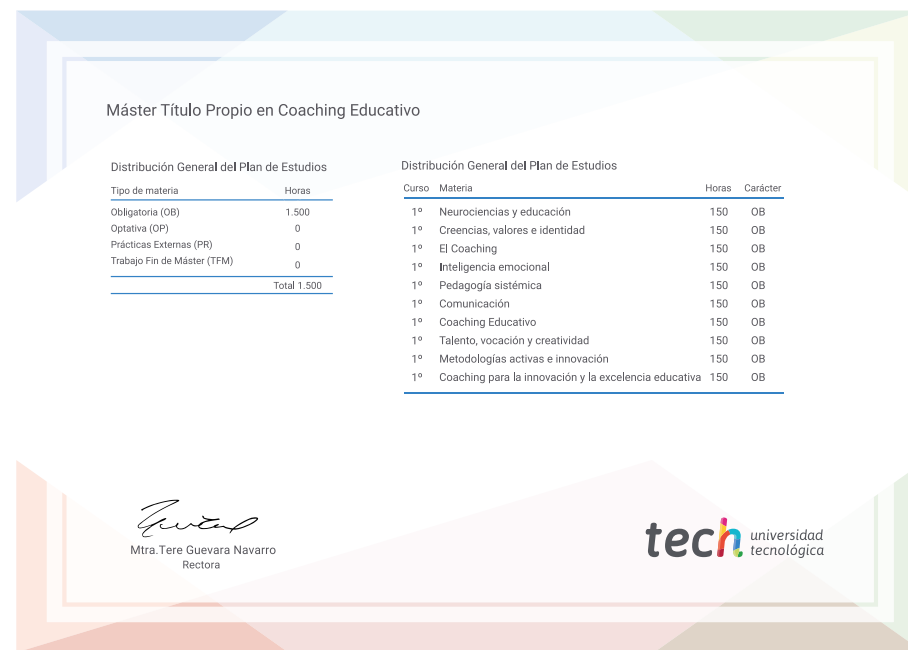 Máster Título Propio en Coaching Educativo
Distribución General del Plan de Estudios
Tipo de materia Horas
Obligatoria (OB) 1.500
Optativa (OP) 0
Prácticas Externas (PR) 0
Trabajo Fin de Máster (TFM) 0
Total 1.500
Distribución General del Plan de Estudios
Curso Materia Horas Carácter
1º Neurociencias y educación 150 OB
1º Creencias, valores e identidad 150 OB
1º El Coaching 150 OB
1º Inteligencia emocional 150 OB
1º Pedagogía sistémica 150 OB
1º Comunicación 150 OB
1º Coaching Educativo 150 OB
1º Talento, vocación y creatividad 150 OB
1º Metodologías activas e innovación 150 OB
1º Coaching para la innovación y la excelencia educativa 150 OB
Mtra.Tere Guevara Navarro
Rectora
tech universidad
tecnológica